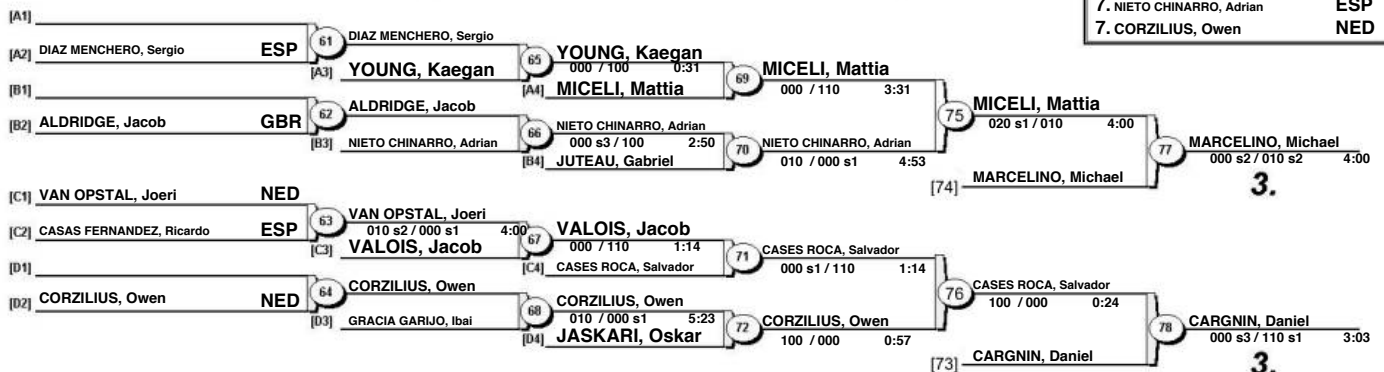 7. NIETO CHINARRO, Adrian ESP
7. CORZILIUS, Owen NED
[A1]
[A2] DIAZ MENCHERO, Sergio ESP
61 DIAZ MENCHERO, Sergio
[A3] YOUNG, Kaegan
65 YOUNG, Kaegan
000 / 100 0:31
[A4] MICELI, Mattia
69 MICELI, Mattia
000 / 110 3:31
[B1]
[B2] ALDRIDGE, Jacob GBR
62 ALDRIDGE, Jacob
[B3] NIETO CHINARRO, Adrian
66 NIETO CHINARRO, Adrian
000 s3 / 100 2:50
[B4] JUTEAU, Gabriel
70 NIETO CHINARRO, Adrian
010 / 000 s1 4:53
75 MICELI, Mattia
020 s1 / 010 4:00
[74] MARCELINO, Michael
77 MARCELINO, Michael
000 s2 / 010 s2 4:00
3.
[C1] VAN OPSTAL, Joeri NED
[C2] CASAS FERNANDEZ, Ricardo ESP
63 VAN OPSTAL, Joeri
010 s2 / 000 s1 4:00
[C3] VALOIS, Jacob
67 VALOIS, Jacob
000 / 110 1:14
[C4] CASES ROCA, Salvador
71 CASES ROCA, Salvador
000 s1 / 110 1:14
[D1]
[D2] CORZILIUS, Owen NED
64 CORZILIUS, Owen
[D3] GRACIA GARIJO, Ibai
68 CORZILIUS, Owen
010 / 000 s1 5:23
[D4] JASKARI, Oskar
72 CORZILIUS, Owen
100 / 000 0:57
76 CASES ROCA, Salvador
100 / 000 0:24
[73] CARGNIN, Daniel
78 CARGNIN, Daniel
000 s3 / 110 s1 3:03
3.